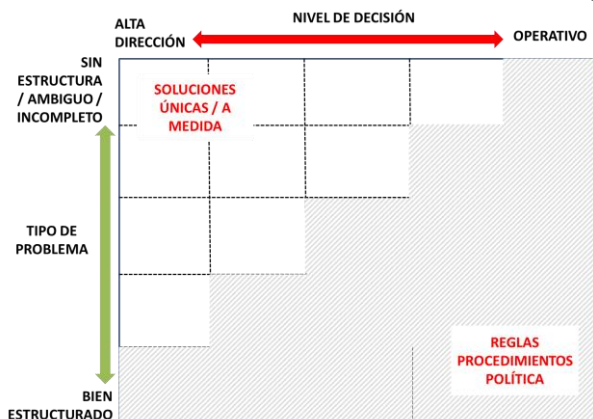 NIVEL DE DECISIÓN
ALTA
DIRECCIÓN
OPERATIVO
SIN
ESTRUCTURA
/ AMBIGUO /
INCOMPLETO
SOLUCIONES
ÚNICAS / A
MEDIDA
TIPO DE
PROBLEMA
REGLAS
PROCEDIMIENTOS
POLÍTICA
BIEN
ESTRUCTURADO